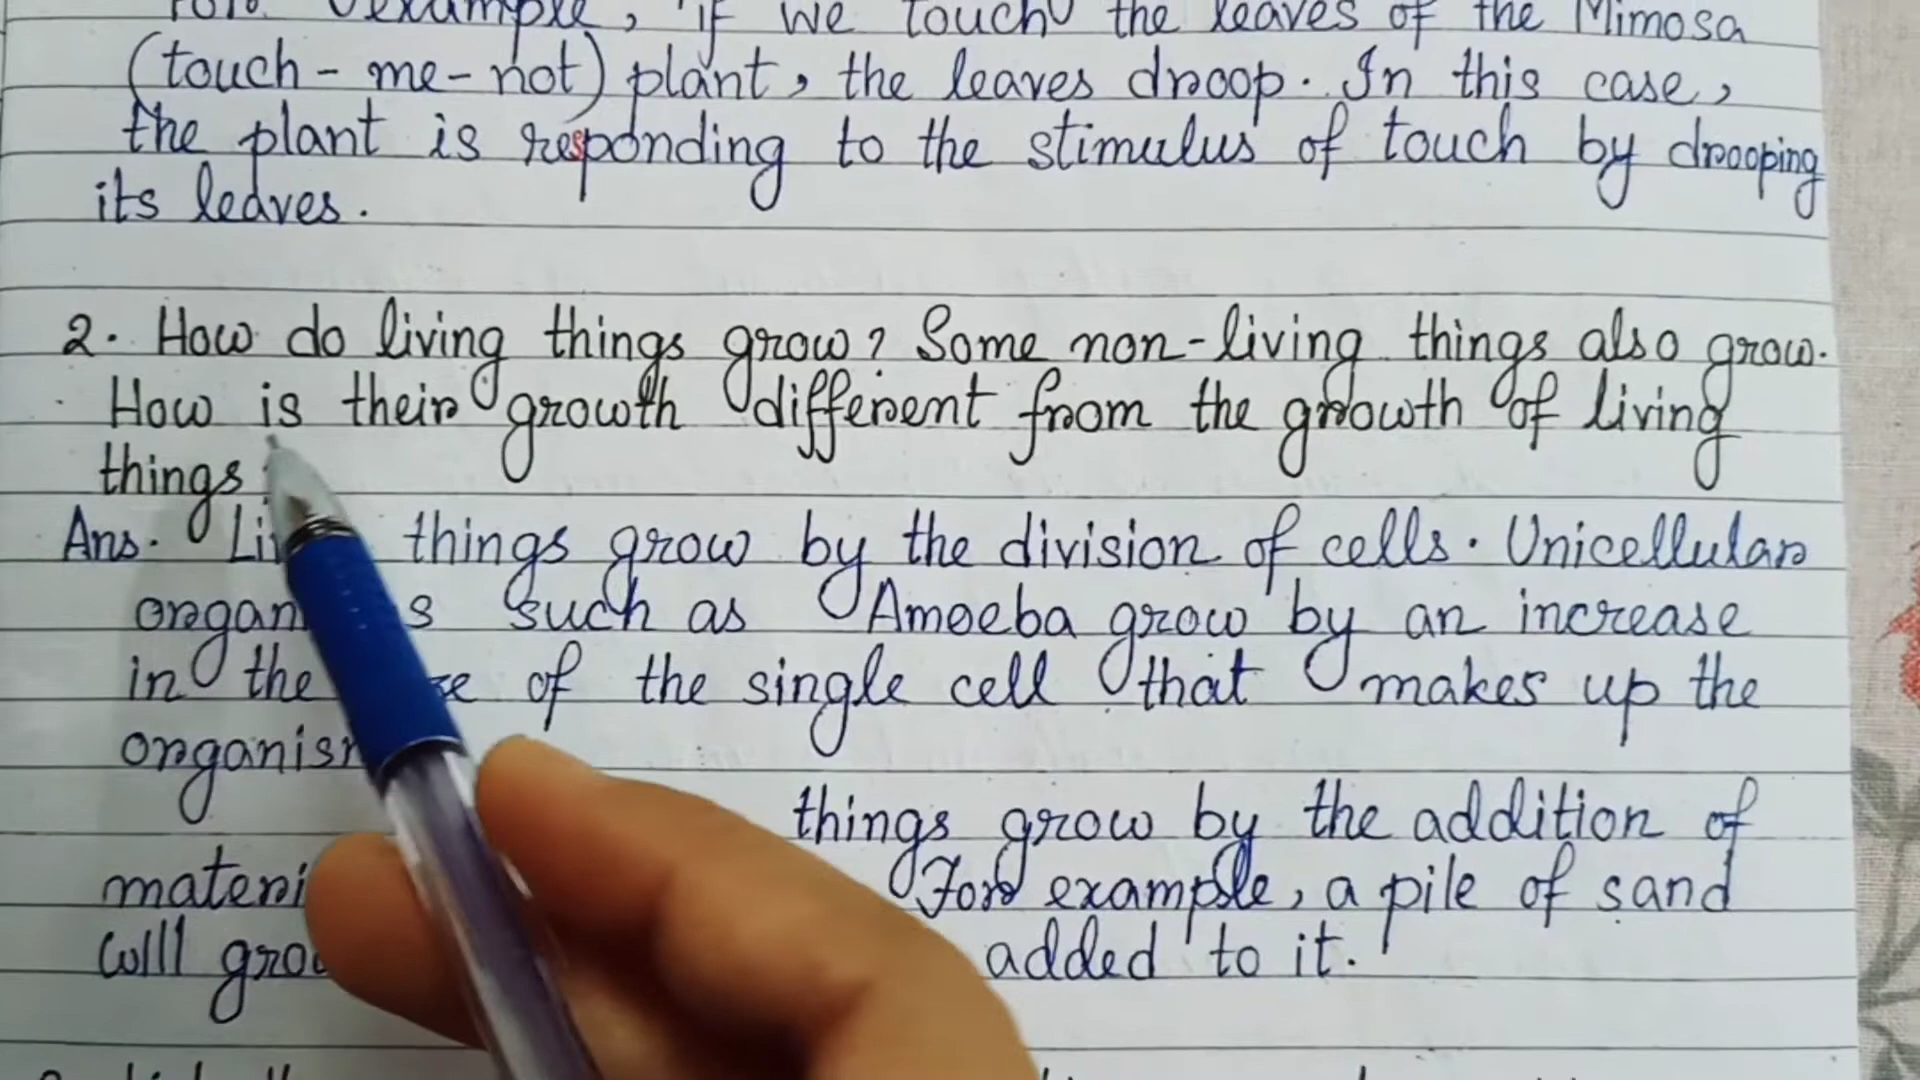 For example, if we touch the leaves of the Mimosa
(touch-me-not) plant, the leaves droop. In this case,
the plant is responding to the stimulus of touch by drooping
its leaves.
2. How do living things grow? Some non-living things also grow.
How is their growth different from the growth of living
things
Ans. things grow by the division of cells. Unicellular
such as Amoeba grow by an increase
in the of the single cell that makes up the
things grow by the addition of
For example, a pile of sand
will added to it.